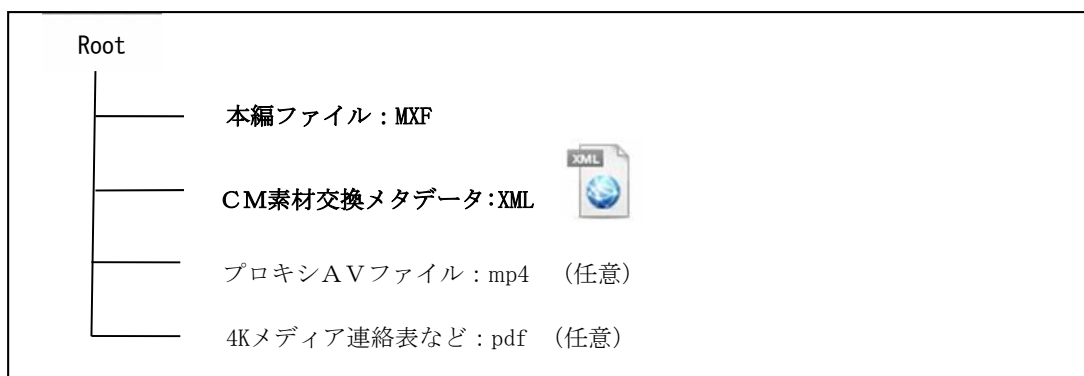 Root
本編ファイル：MXF
XML
ＣＭ素材交換メタデータ：XML
プロキシＡＶファイル：mp4　（任意）
4Kメディア連絡表など：pdf　（任意）